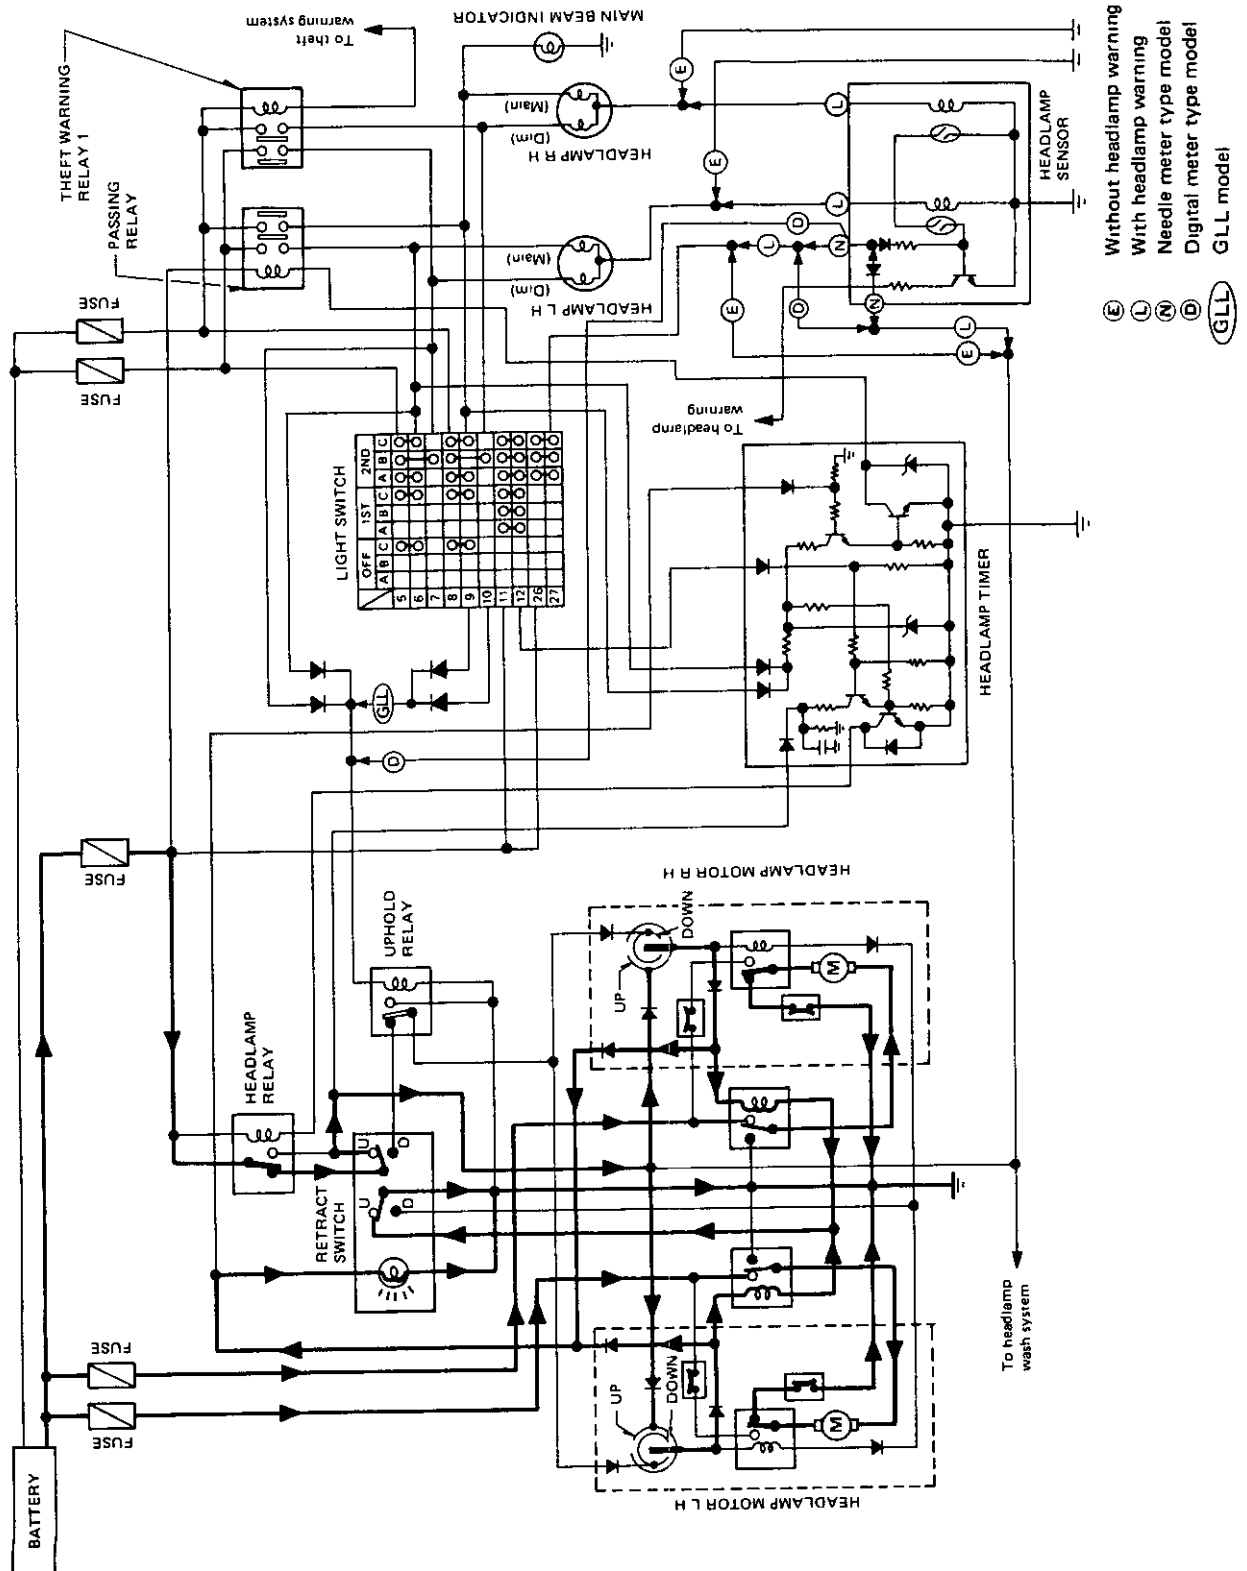 BATTERY
FUSE
FUSE
FUSE
FUSE
FUSE
THEFT WARNING
RELAY 1
PASSING
RELAY
To theft
warning system
MAIN BEAM INDICATOR
(Main)
(Dim)
HEADLAMP R H
(Main)
(Dim)
HEADLAMP L H
LIGHT SWITCH
OFF 1ST 2ND
A B C A B C A B C
5
6
7
8
9
10
11
12
26
27
GLL
D
To headlamp
warning
E
E
L
L
D
L
N
E
D
N
L
E
HEADLAMP
SENSOR
HEADLAMP TIMER
HEADLAMP
RELAY
UPHOLD
RELAY
RETRACT
SWITCH
U
D
U
D
HEADLAMP MOTOR R H
UP
DOWN
M
HEADLAMP MOTOR L H
UP
DOWN
M
To headlamp
wash system
E Without headlamp warning
L With headlamp warning
N Needle meter type model
D Digital meter type model
GLL GLL model